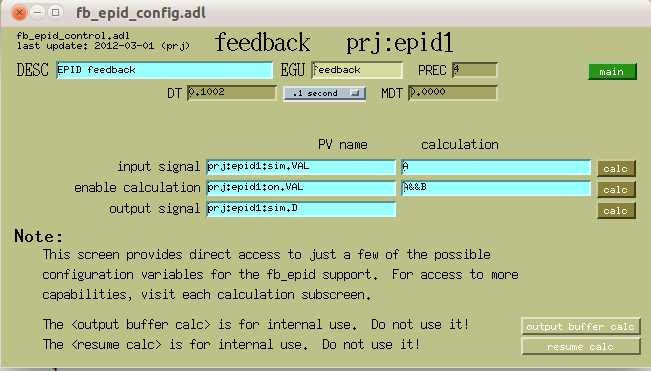 fb_epid_config.adl
fb_epid_control.adl
last update: 2012-03-01 (prj)
feedback prj:epid1
DESC EPID feedback EGU feedback PREC 4 main
DT 0.1002 .1 second MDT 0.0000
PV name calculation
input signal prj:epid1:sim.VAL A calc
enable calculation prj:epid1:on.VAL A&&B calc
output signal prj:epid1:sim.D calc
Note:
This screen provides direct access to just a few of the possible
configuration variables for the fb_epid support. For access to more
capabilities, visit each calculation subscreen.
The <output buffer calc> is for internal use. Do not use it! output buffer calc
The <resume calc> is for internal use. Do not use it! resume calc